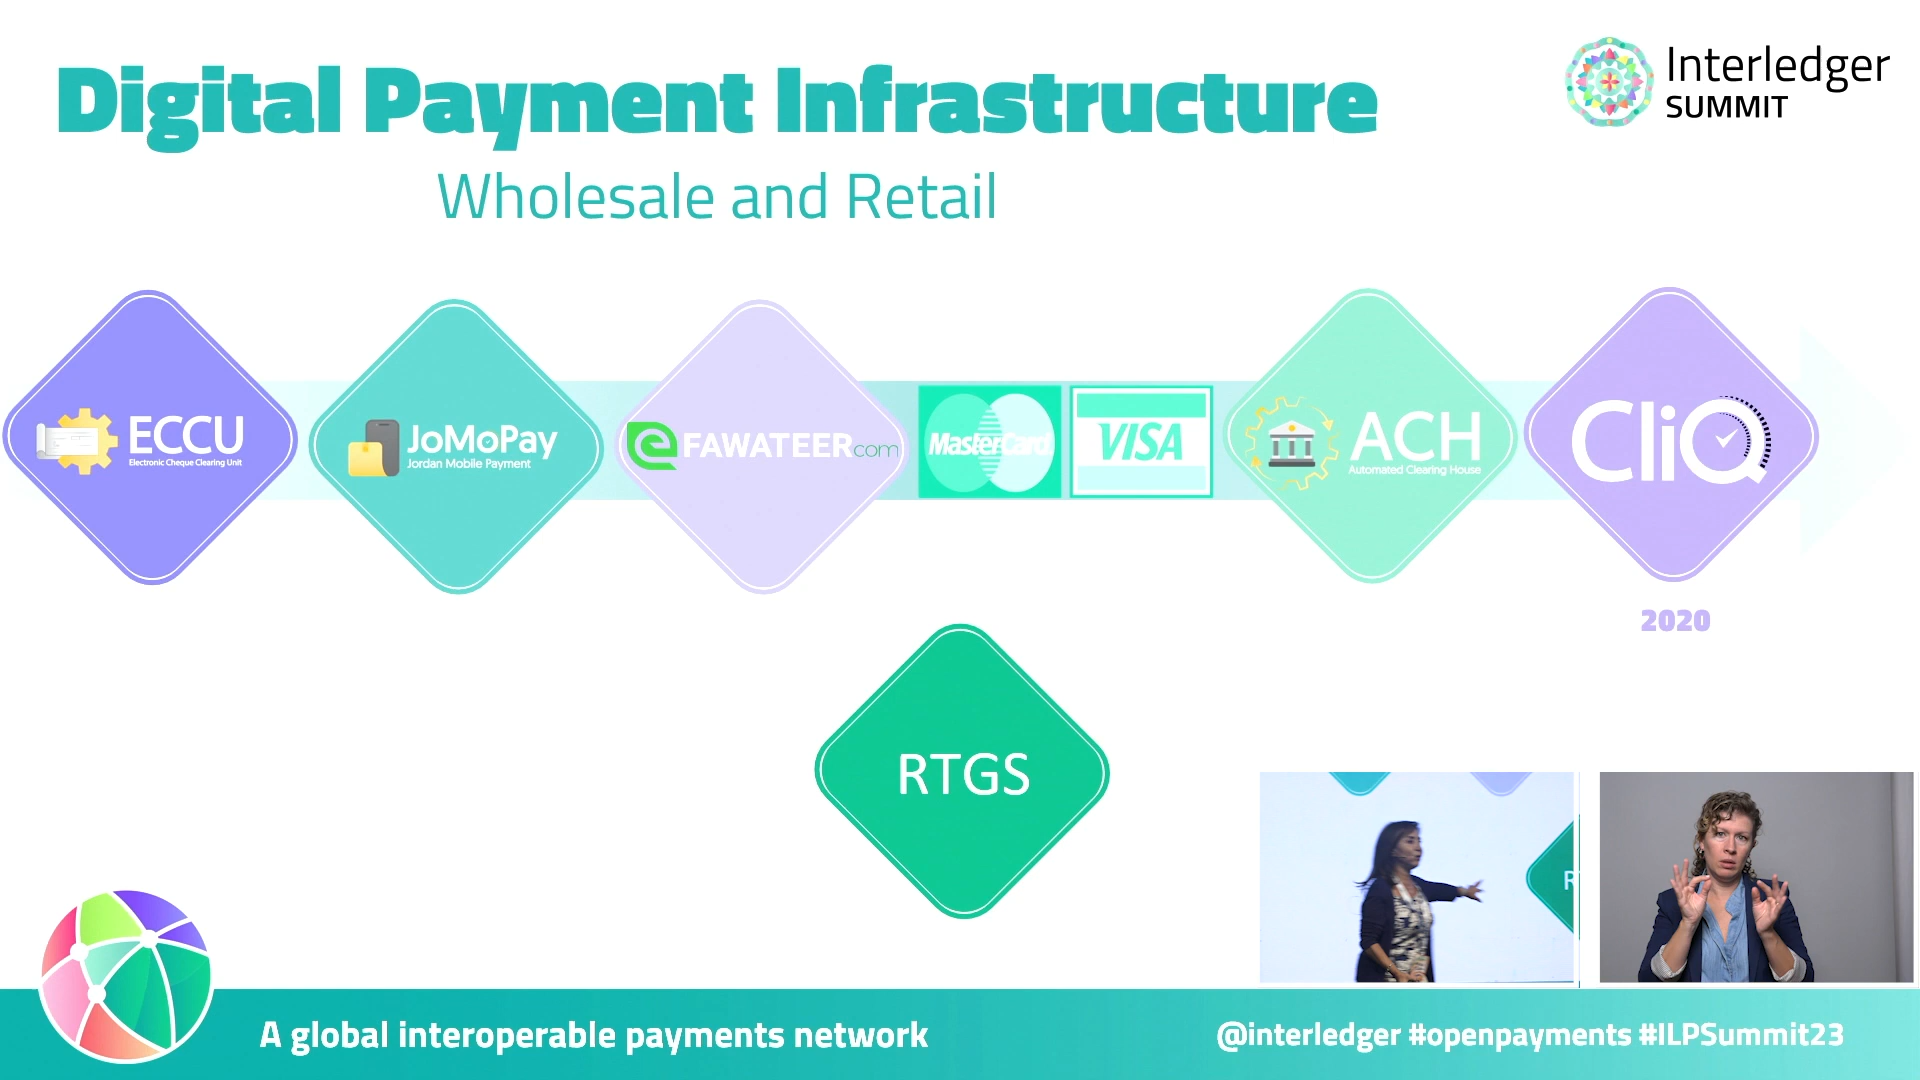 Digital Payment Infrastructure
Wholesale and Retail
Interledger
SUMMIT
ECCU
Electronic Cheque Clearing Unit
JoMoPay
Jordan Mobile Payment
eFAWATEERcom
MasterCard
VISA
ACH
Automated Clearing House
CliQ
2020
RTGS
R
A global interoperable payments network
@interledger #openpayments #ILPSummit23